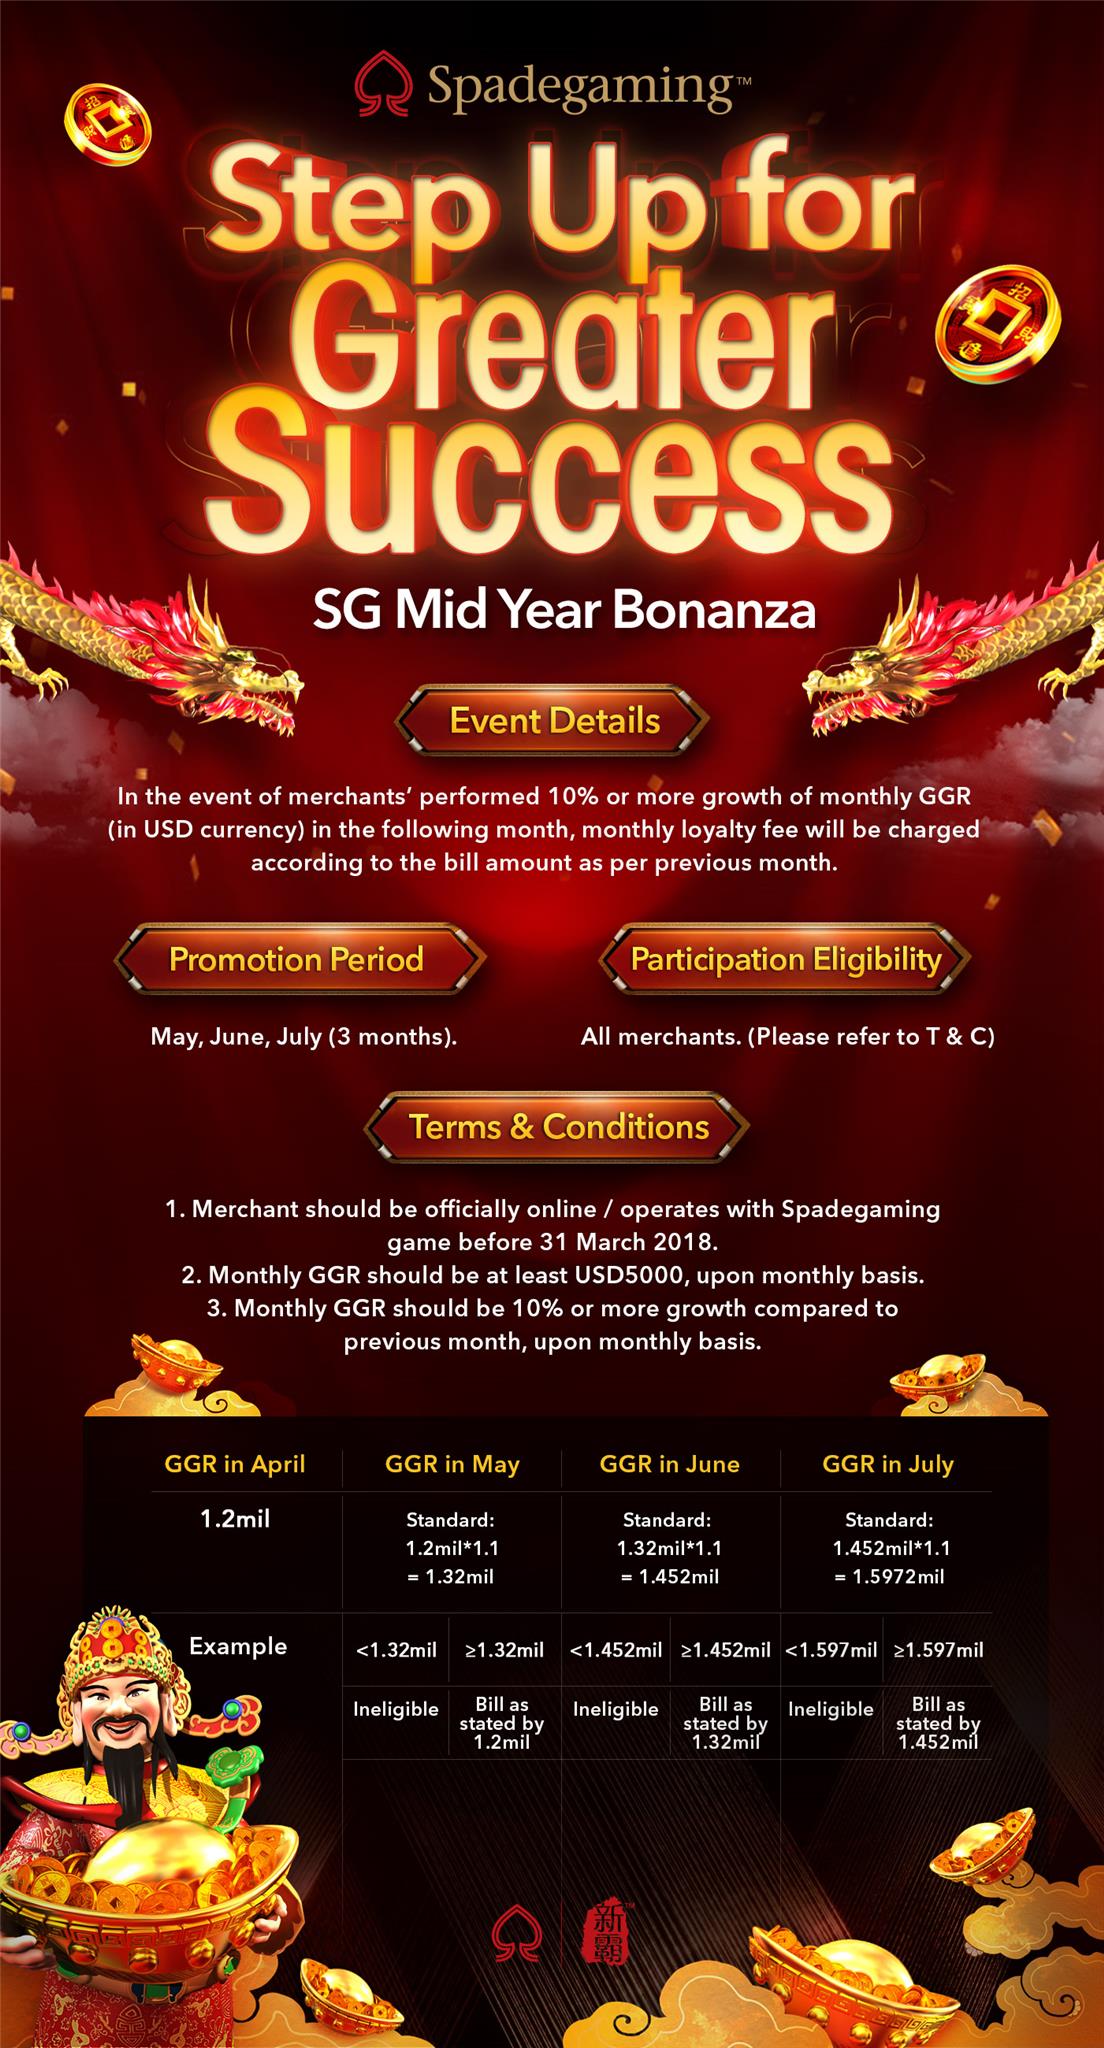 Spadegaming™
Step Up for
Greater
Success
SG Mid Year Bonanza
Event Details
In the event of merchants’ performed 10% or more growth of monthly GGR
(in USD currency) in the following month, monthly loyalty fee will be charged
according to the bill amount as per previous month.
Promotion Period
Participation Eligibility
May, June, July (3 months).
All merchants. (Please refer to T & C)
Terms & Conditions
1. Merchant should be officially online / operates with Spadegaming
game before 31 March 2018.
2. Monthly GGR should be at least USD5000, upon monthly basis.
3. Monthly GGR should be 10% or more growth compared to
previous month, upon monthly basis.
GGR in April
GGR in May
GGR in June
GGR in July
1.2mil
Standard:
1.2mil*1.1
= 1.32mil
Standard:
1.32mil*1.1
= 1.452mil
Standard:
1.452mil*1.1
= 1.5972mil
Example
<1.32mil
≥1.32mil
<1.452mil
≥1.452mil
<1.597mil
≥1.597mil
Ineligible
Bill as
stated by
1.2mil
Ineligible
Bill as
stated by
1.32mil
Ineligible
Bill as
stated by
1.452mil
新霸™